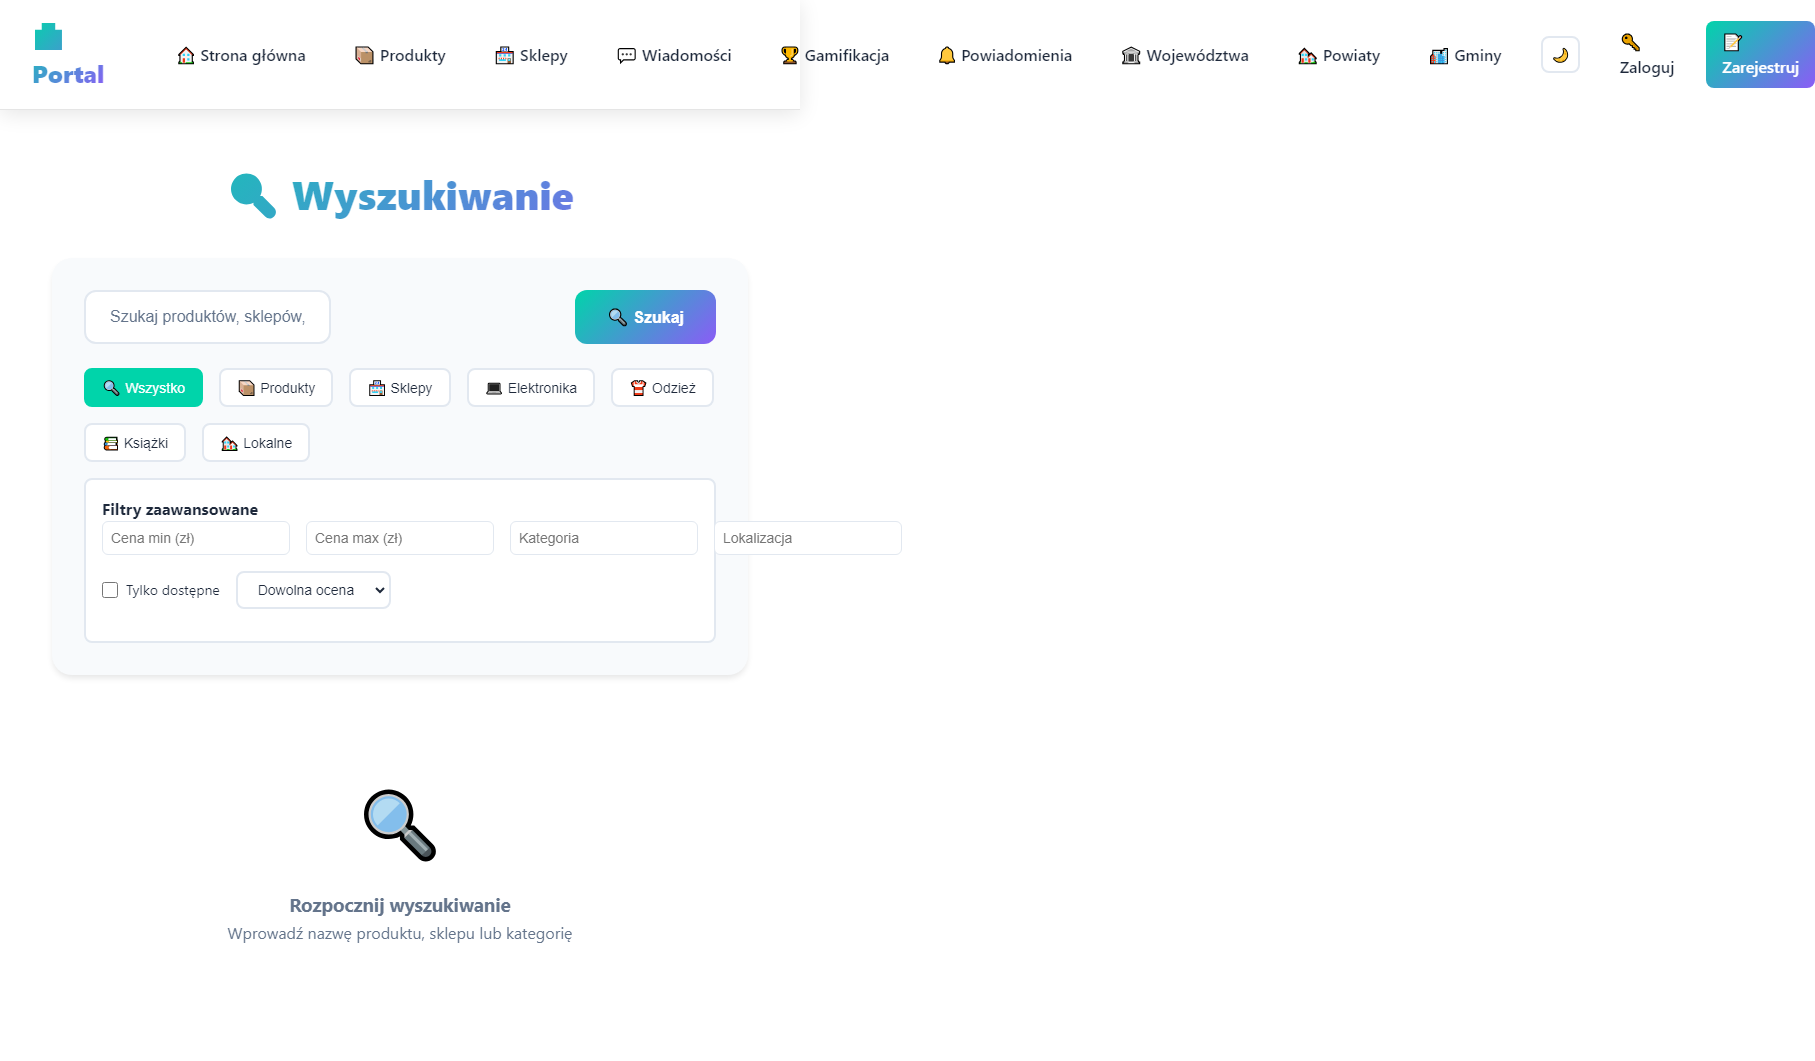 Portal
Strona główna
Produkty
Sklepy
Wiadomości
Gamifikacja
Powiadomienia
Województwa
Powiaty
Gminy
Zaloguj
Zarejestruj
Wyszukiwanie
Szukaj produktów, sklepów,
Szukaj
Wszystko
Produkty
Sklepy
Elektronika
Odzież
Książki
Lokalne
Filtry zaawansowane
Cena min (zł)
Cena max (zł)
Kategoria
Lokalizacja
Tylko dostępne
Dowolna ocena
Rozpocznij wyszukiwanie
Wprowadź nazwę produktu, sklepu lub kategorię